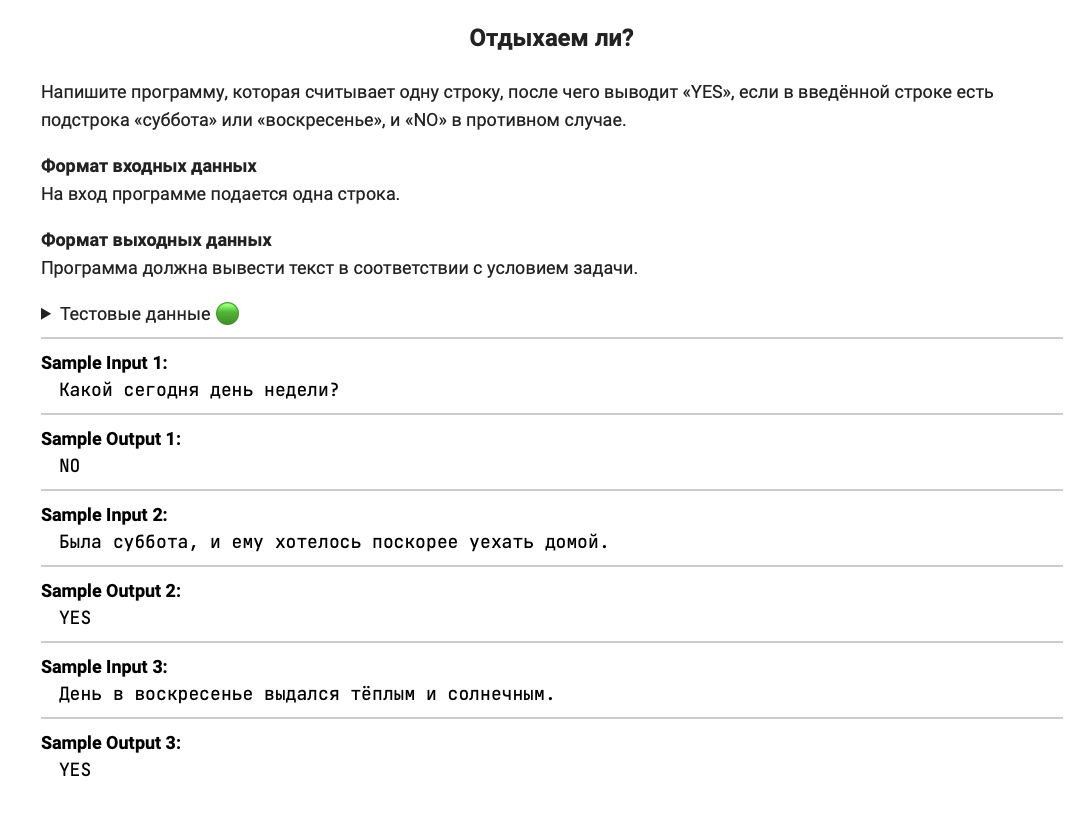 Отдыхаем ли?
Напишите программу, которая считывает одну строку, после чего выводит «YES», если в введённой строке есть
подстрока «суббота» или «воскресенье», и «NO» в противном случае.
Формат входных данных
На вход программе подается одна строка.
Формат выходных данных
Программа должна вывести текст в соответствии с условием задачи.
Тестовые данные
Sample Input 1:
Какой сегодня день недели?
Sample Output 1:
NO
Sample Input 2:
Была суббота, и ему хотелось поскорее уехать домой.
Sample Output 2:
YES
Sample Input 3:
День в воскресенье выдался тёплым и солнечным.
Sample Output 3:
YES